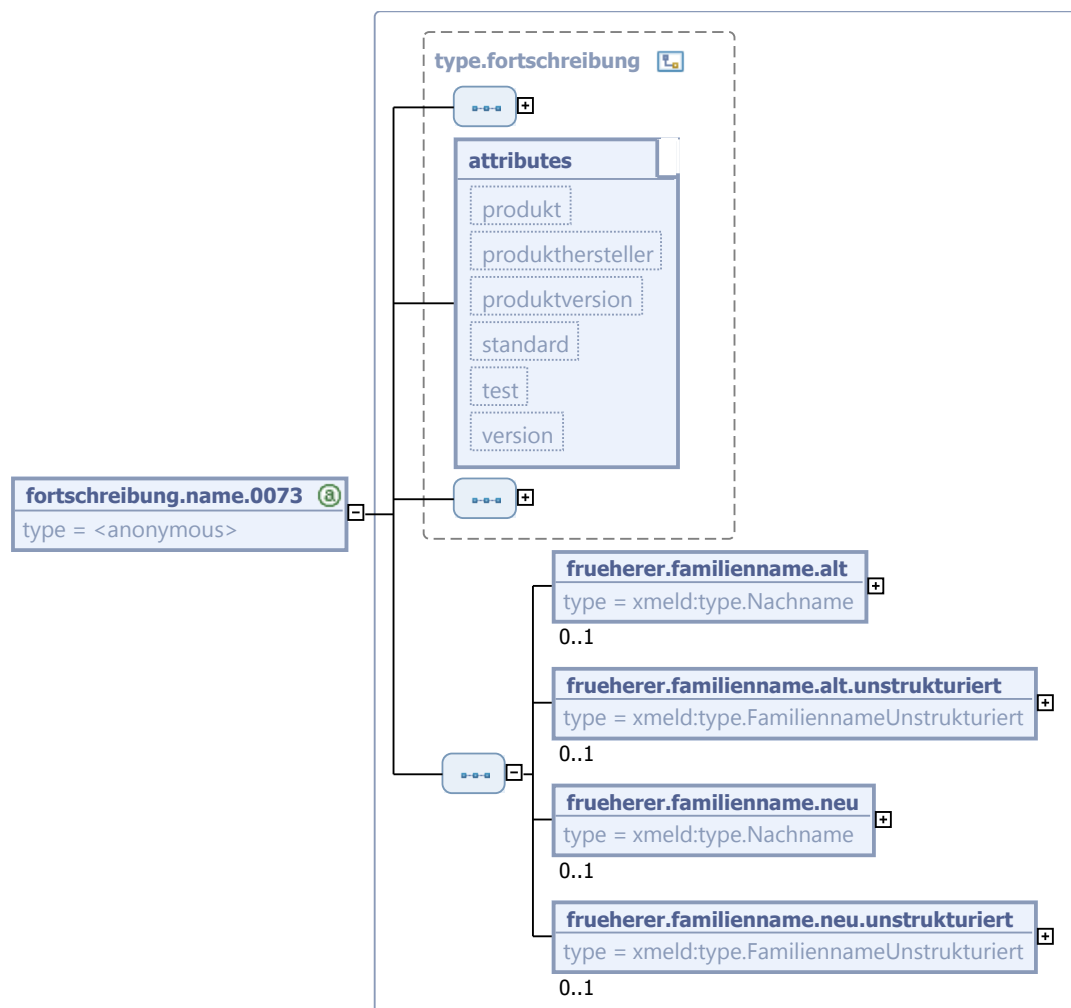 type.fortschreibung
attributes
produkt
produkthersteller
produktversion
standard
test
version
fortschreibung.name.0073 a
type = <anonymous>
frueherer.familienname.alt
type = xmeld:type.Nachname
0..1
frueherer.familienname.alt.unstrukturiert
type = xmeld:type.FamiliennameUnstrukturiert
0..1
frueherer.familienname.neu
type = xmeld:type.Nachname
0..1
frueherer.familienname.neu.unstrukturiert
type = xmeld:type.FamiliennameUnstrukturiert
0..1